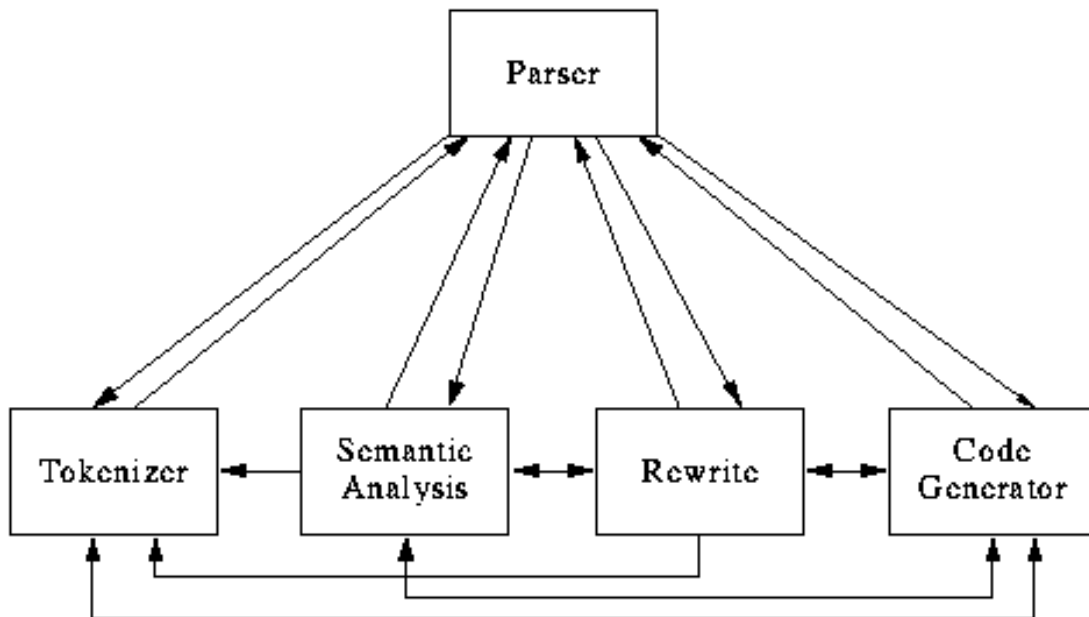 Parser
Tokenizer
Semantic
Analysis
Rewrite
Code
Generator